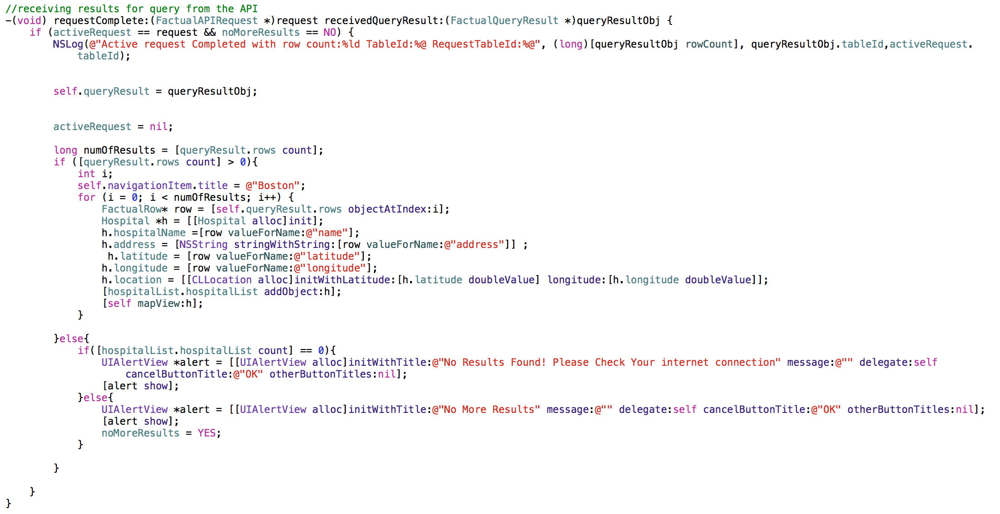 //receiving results for query from the API
-(void) requestComplete:(FactualAPIRequest *)request receivedQueryResult:(FactualQueryResult *)queryResultObj {
    if (activeRequest == request && noMoreResults == NO) {
        NSLog(@"Active request Completed with row count:%ld TableId:%@ RequestTableId:%@", (long)[queryResultObj rowCount], queryResultObj.tableId,activeRequest.
            tableId);
        self.queryResult = queryResultObj;
        activeRequest = nil;
        long numOfResults = [queryResult.rows count];
        if ([queryResult.rows count] > 0){
            int i;
            self.navigationItem.title = @"Boston";
            for (i = 0; i < numOfResults; i++) {
                FactualRow* row = [self.queryResult.rows objectAtIndex:i];
                Hospital *h = [[Hospital alloc]init];
                h.hospitalName =[row valueForName:@"name"];
                h.address = [NSString stringWithString:[row valueForName:@"address"]] ;
                 h.latitude = [row valueForName:@"latitude"];
                h.longitude = [row valueForName:@"longitude"];
                h.location = [[CLLocation alloc]initWithLatitude:[h.latitude doubleValue] longitude:[h.longitude doubleValue]];
                [hospitalList.hospitalList addObject:h];
                [self mapView:h];
            }
        }else{
            if([hospitalList.hospitalList count] == 0){
                UIAlertView *alert = [[UIAlertView alloc]initWithTitle:@"No Results Found! Please Check Your internet connection" message:@"" delegate:self
                    cancelButtonTitle:@"OK" otherButtonTitles:nil];
                [alert show];
            }else{
                UIAlertView *alert = [[UIAlertView alloc]initWithTitle:@"No More Results" message:@"" delegate:self cancelButtonTitle:@"OK" otherButtonTitles:nil];
                [alert show];
                noMoreResults = YES;
            }
        }
    }
}